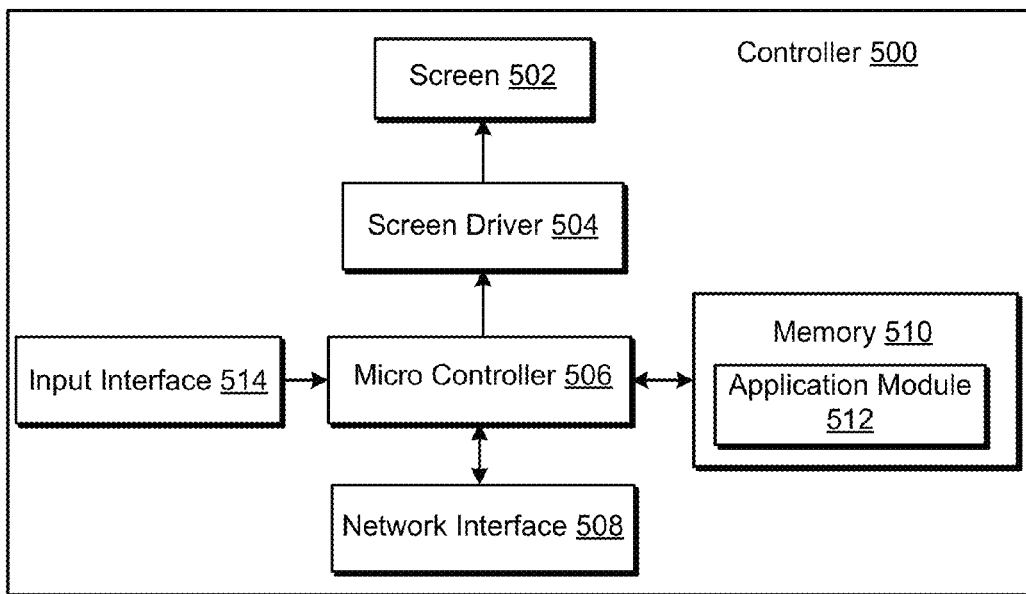 Controller 500
Screen 502
Screen Driver 504
Memory 510
Input Interface 514
Micro Controller 506
Application Module
512
Network Interface 508